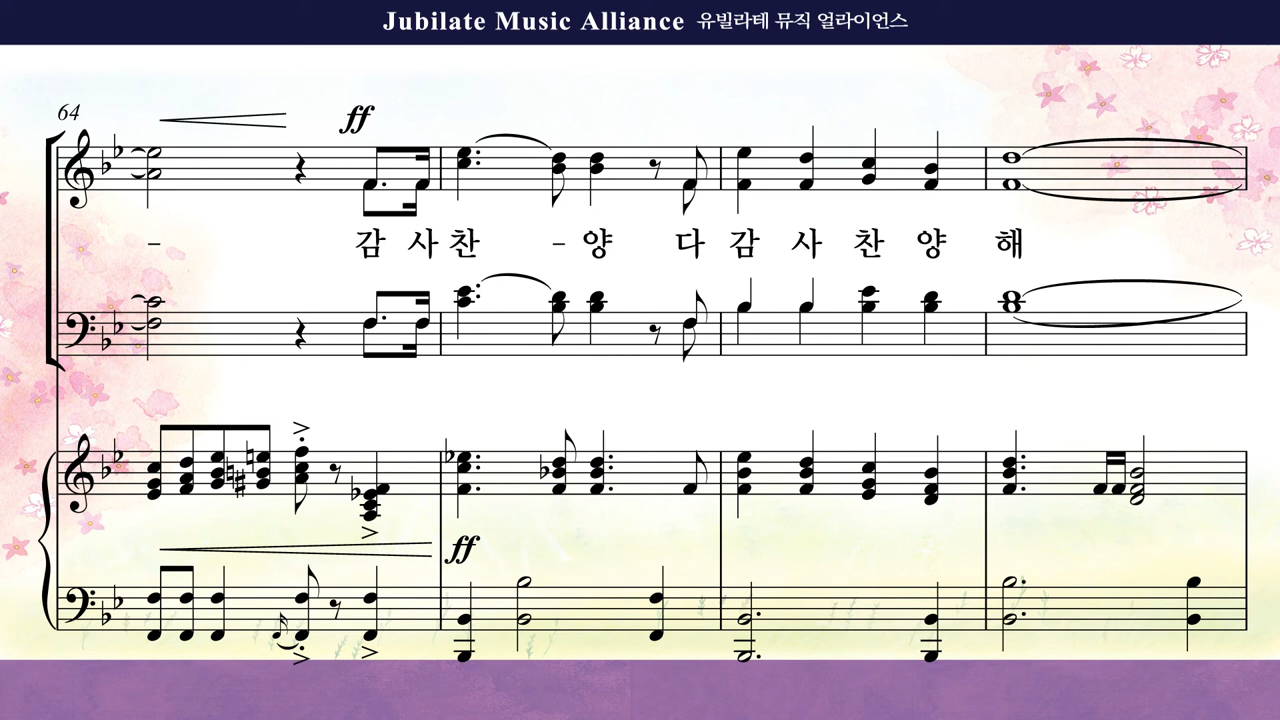 Jubilate Music Alliance 유빌라테 뮤직 얼라이언스
64
ff
- 감 사 찬 - 양 다 감 사 찬 양 해
ff